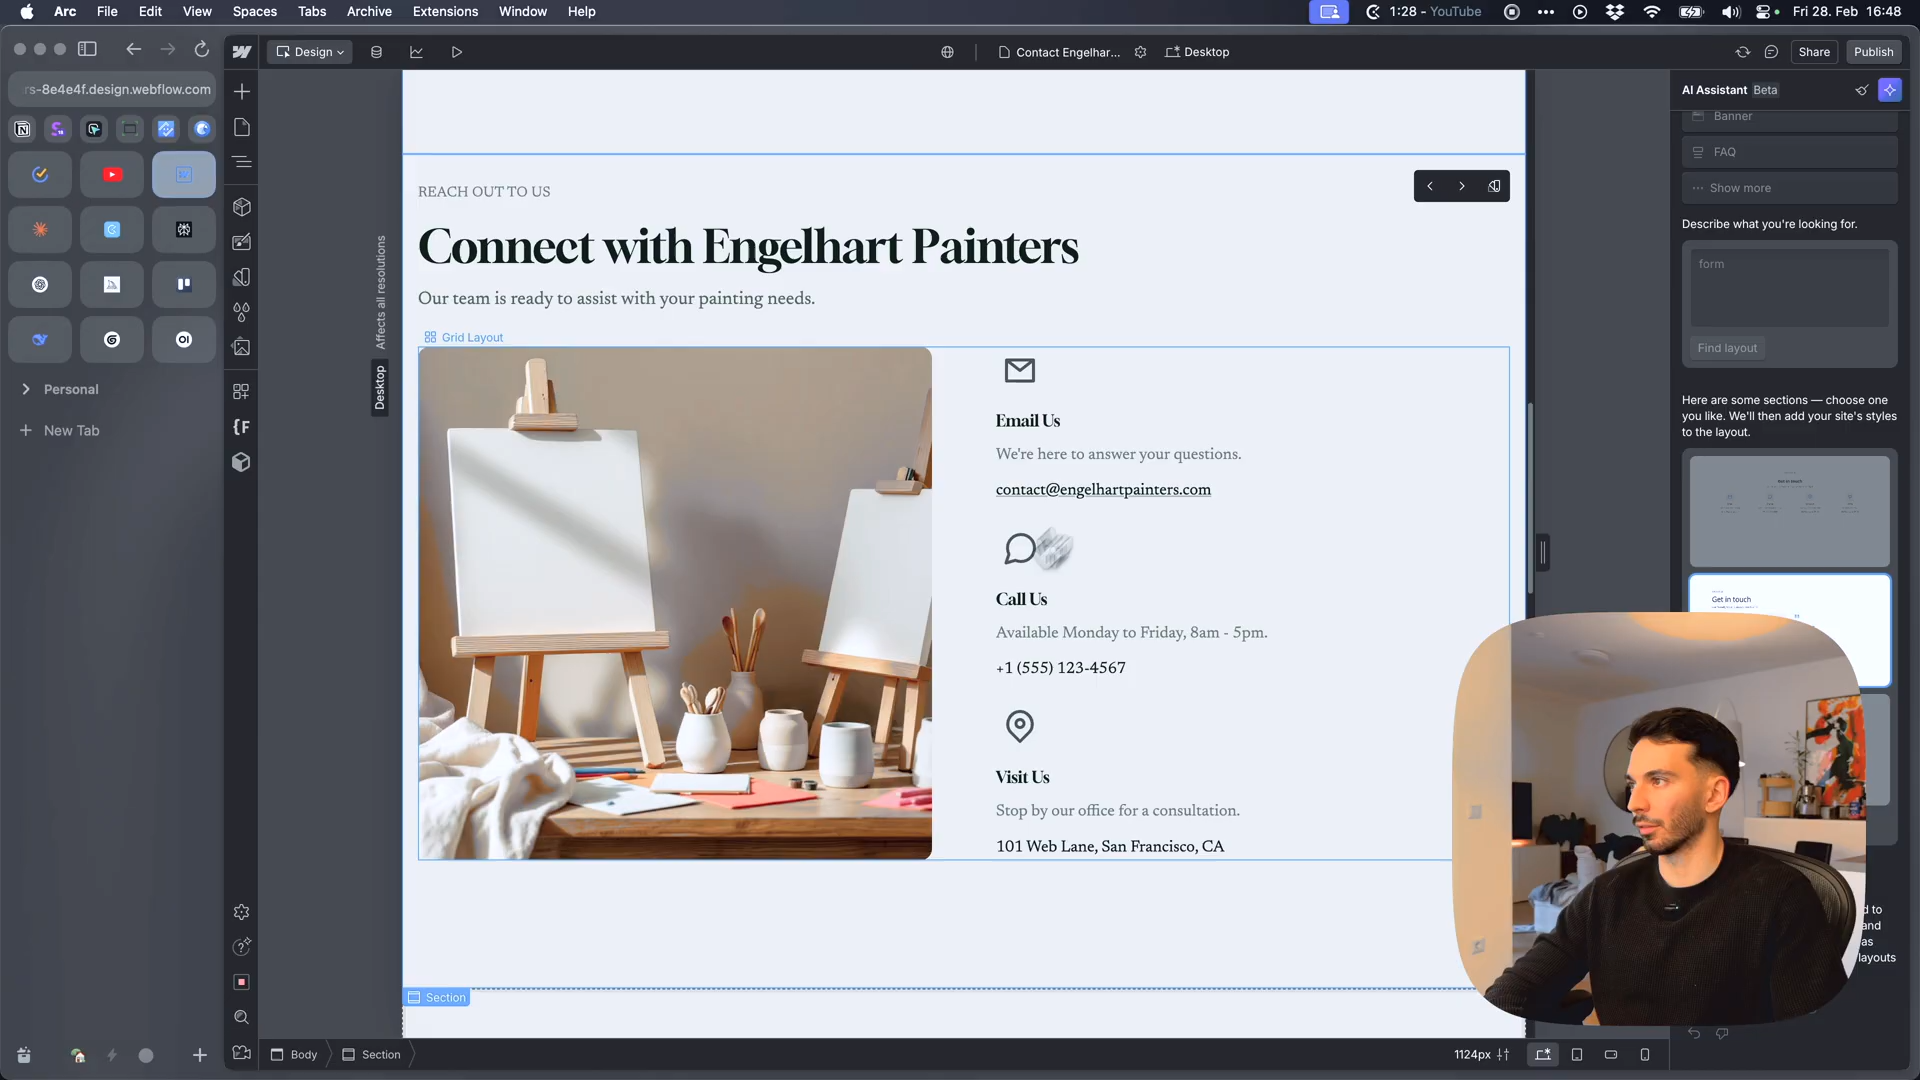 Arc File Edit View Spaces Tabs Archive Extensions Window Help
1:28 - YouTube
Fri 28. Feb 16:48
Design
Contact Engelhar...
Desktop
Share
Publish
rs-8e4e4f.design.webflow.com
Personal
New Tab
Affects all resolutions
Desktop
REACH OUT TO US
Connect with Engelhart Painters
Our team is ready to assist with your painting needs.
Grid Layout
Email Us
We're here to answer your questions.
contact@engelhartpainters.com
Call Us
Available Monday to Friday, 8am - 5pm.
+1 (555) 123-4567
Visit Us
Stop by our office for a consultation.
101 Web Lane, San Francisco, CA
Section
Body
Section
1124px
AI Assistant Beta
Banner
FAQ
Show more
Describe what you're looking for.
form
Find layout
Here are some sections — choose one
you like. We'll then add your site's styles
to the layout.
Get in touch
Get in touch
d to
and
as
layouts